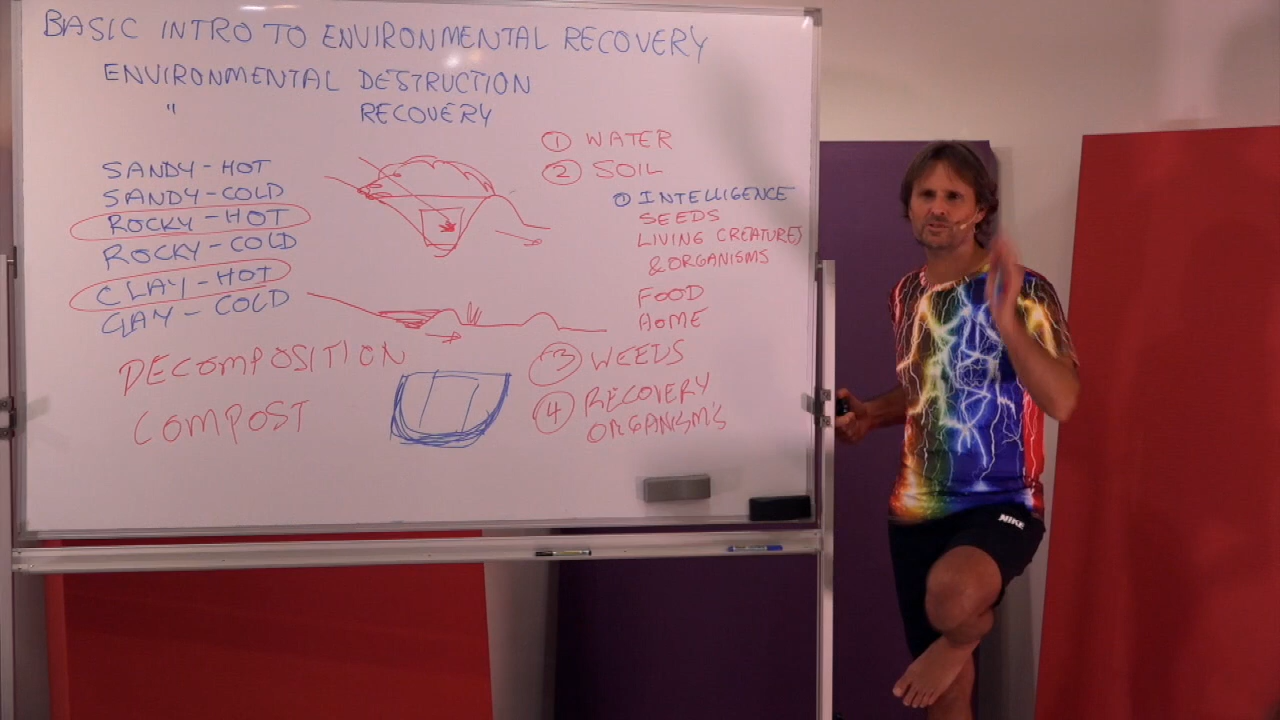 BASIC INTRO TO ENVIRONMENTAL RECOVERY
ENVIRONMENTAL DESTRUCTION
" RECOVERY
SANDY-HOT
SANDY-COLD
ROCKY-HOT
ROCKY-COLD
CLAY-HOT
CLAY-COLD
DECOMPOSITION
COMPOST
① WATER
② SOIL
① INTELLIGENCE
SEEDS
LIVING CREATURES
& ORGANISMS
FOOD
HOME
③ WEEDS
④ RECOVERY
ORGANISM'S
NIKE